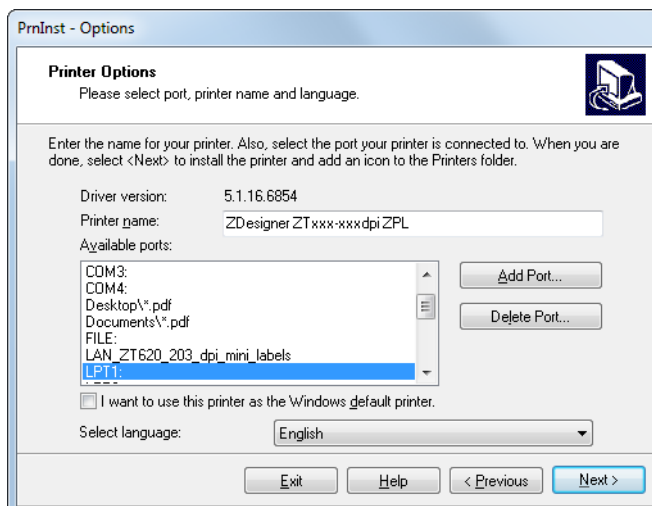 PrnInst - Options
Printer Options
Please select port, printer name and language.
Enter the name for your printer. Also, select the port your printer is connected to. When you are
done, select <Next> to install the printer and add an icon to the Printers folder.
Driver version: 5.1.16.6854
Printer name: ZDesigner ZTxxx-xxxdpi ZPL
Available ports:
COM3:
COM4:
Desktop\*.pdf
Documents\*.pdf
FILE:
LAN_ZT620_203_dpi_mini_labels
LPT1:
Add Port...
Delete Port...
I want to use this printer as the Windows default printer.
Select language: English
Exit Help < Previous Next >